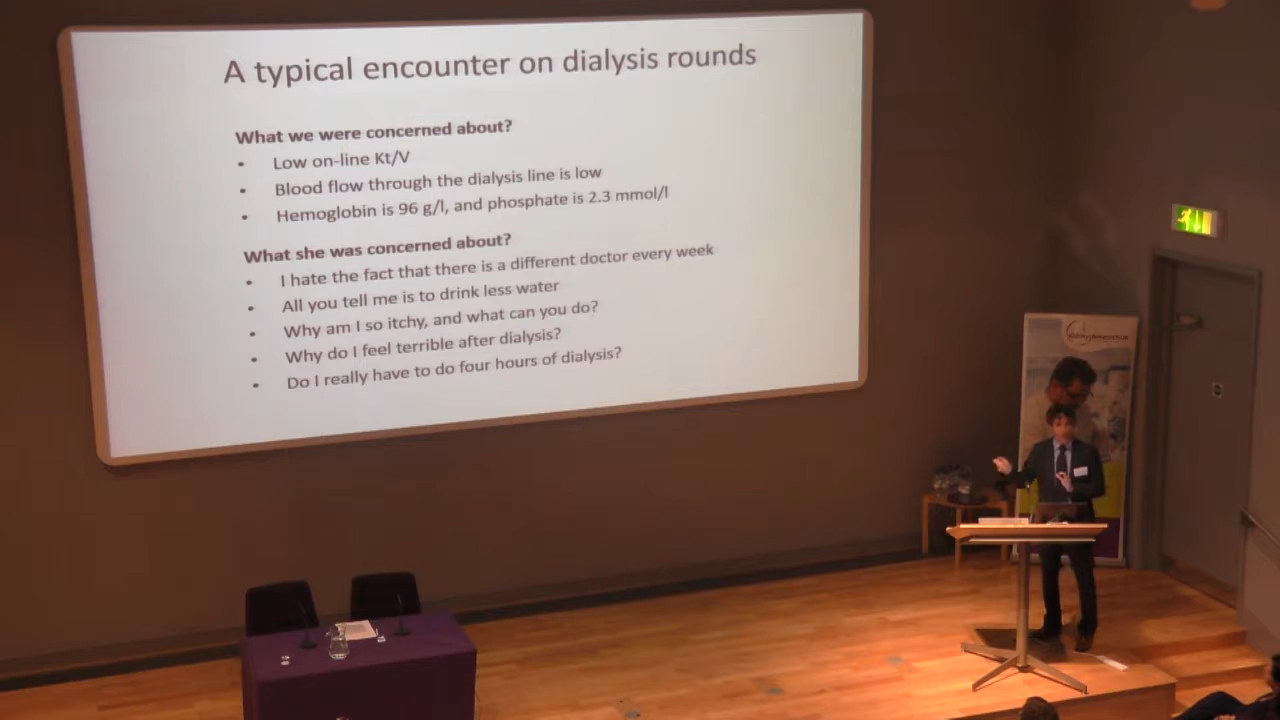 A typical encounter on dialysis rounds
What we were concerned about?
• Low on-line Kt/V
• Blood flow through the dialysis line is low
• Hemoglobin is 96 g/l, and phosphate is 2.3 mmol/l
What she was concerned about?
• I hate the fact that there is a different doctor every week
• All you tell me is to drink less water
• Why am I so itchy, and what can you do?
• Why do I feel terrible after dialysis?
• Do I really have to do four hours of dialysis?